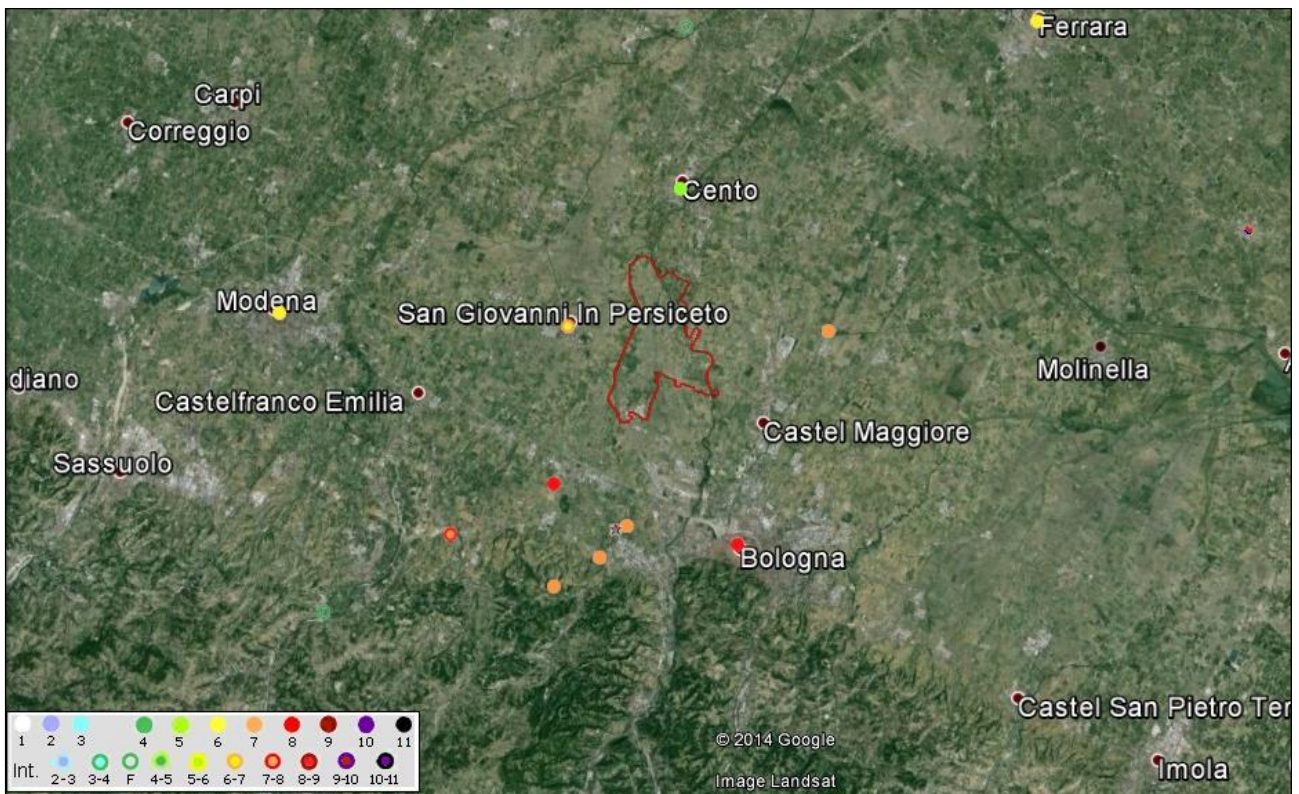 Ferrara
Carpi
Correggio
Cento
Modena
San Giovanni In Persiceto
Molinella
diano
Castelfranco Emilia
Castel Maggiore
Sassuolo
Bologna
Castel San Pietro Ter
Imola
© 2014 Google
Image Landsat
1 2 3 4 5 6 7 8 9 10 11
Int. 2-3 3-4 F 4-5 5-6 6-7 7-8 8-9 9-10 10-11